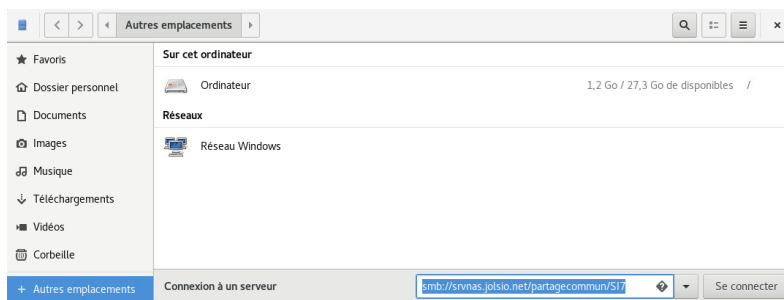 Autres emplacements
Favoris
Dossier personnel
Documents
Images
Musique
Téléchargements
Vidéos
Corbeille
+ Autres emplacements
Sur cet ordinateur
Ordinateur 1,2 Go / 27,3 Go de disponibles /
Réseaux
Réseau Windows
Connexion à un serveur smb://srvnas.jolsio.net/partagecommun/SI7 Se connecter